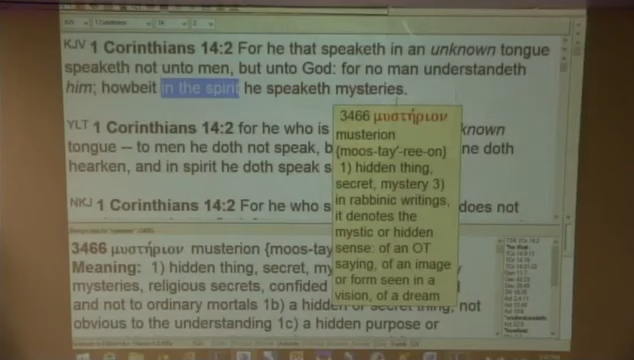 KJV 1 Corinthians 14:2 For he that speaketh in an unknown tongue
speaketh not unto men, but unto God: for no man understandeth
him; howbeit in the spirit he speaketh mysteries.
YLT 1 Corinthians 14:2 for he who is known
tongue -- to men he doth not speak, b ne doth
hearken, and in spirit he doth speak s
NKJ 1 Corinthians 14:2 For he who s does not
3466 μυστήριον
musterion
{moos-tay'-ree-on}
1) hidden thing,
secret, mystery 3)
in rabbinic writings,
it denotes the
mystic or hidden
sense: of an OT
saying, of an image
or form seen in a
vision, of a dream
3466 μυστήριον musterion {moos-tay
Meaning: 1) hidden thing, secret, my
mysteries, religious secrets, confided
and not to ordinary mortals 1b) a hidden or secret thing, not
obvious to the understanding 1c) a hidden purpose or